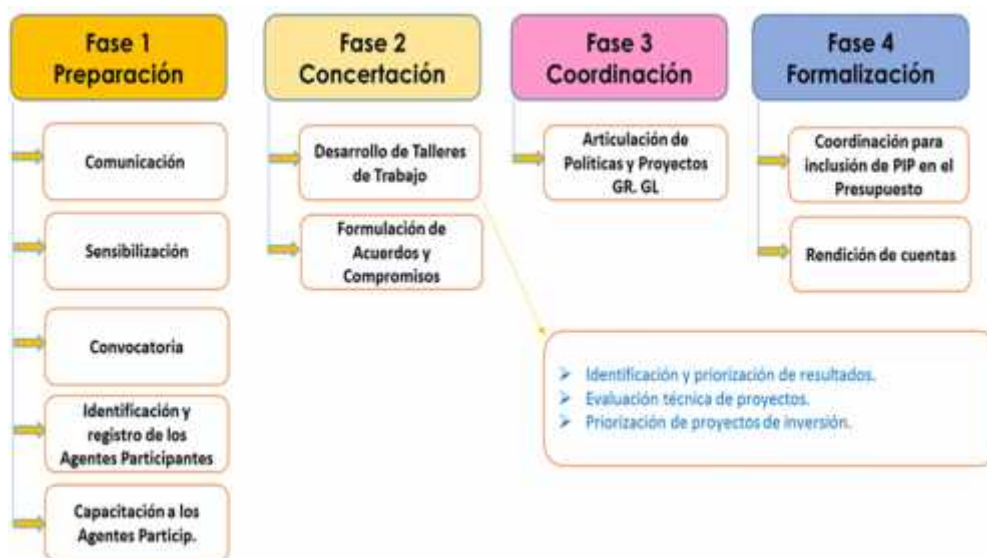 Fase 1
Preparación
Comunicación
Sensibilización
Convocatoria
Identificación y
registro de los
Agentes Participantes
Capacitación a los
Agentes Particip.
Fase 2
Concertación
Desarrollo de Talleres
de Trabajo
Formulación de
Acuerdos y
Compromisos
Fase 3
Coordinación
Articulación de
Políticas y Proyectos
GR. GL
Fase 4
Formalización
Coordinación para
inclusión de PIP en el
Presupuesto
Rendición de cuentas
Identificación y priorización de resultados.
Evaluación técnica de proyectos.
Priorización de proyectos de inversión.